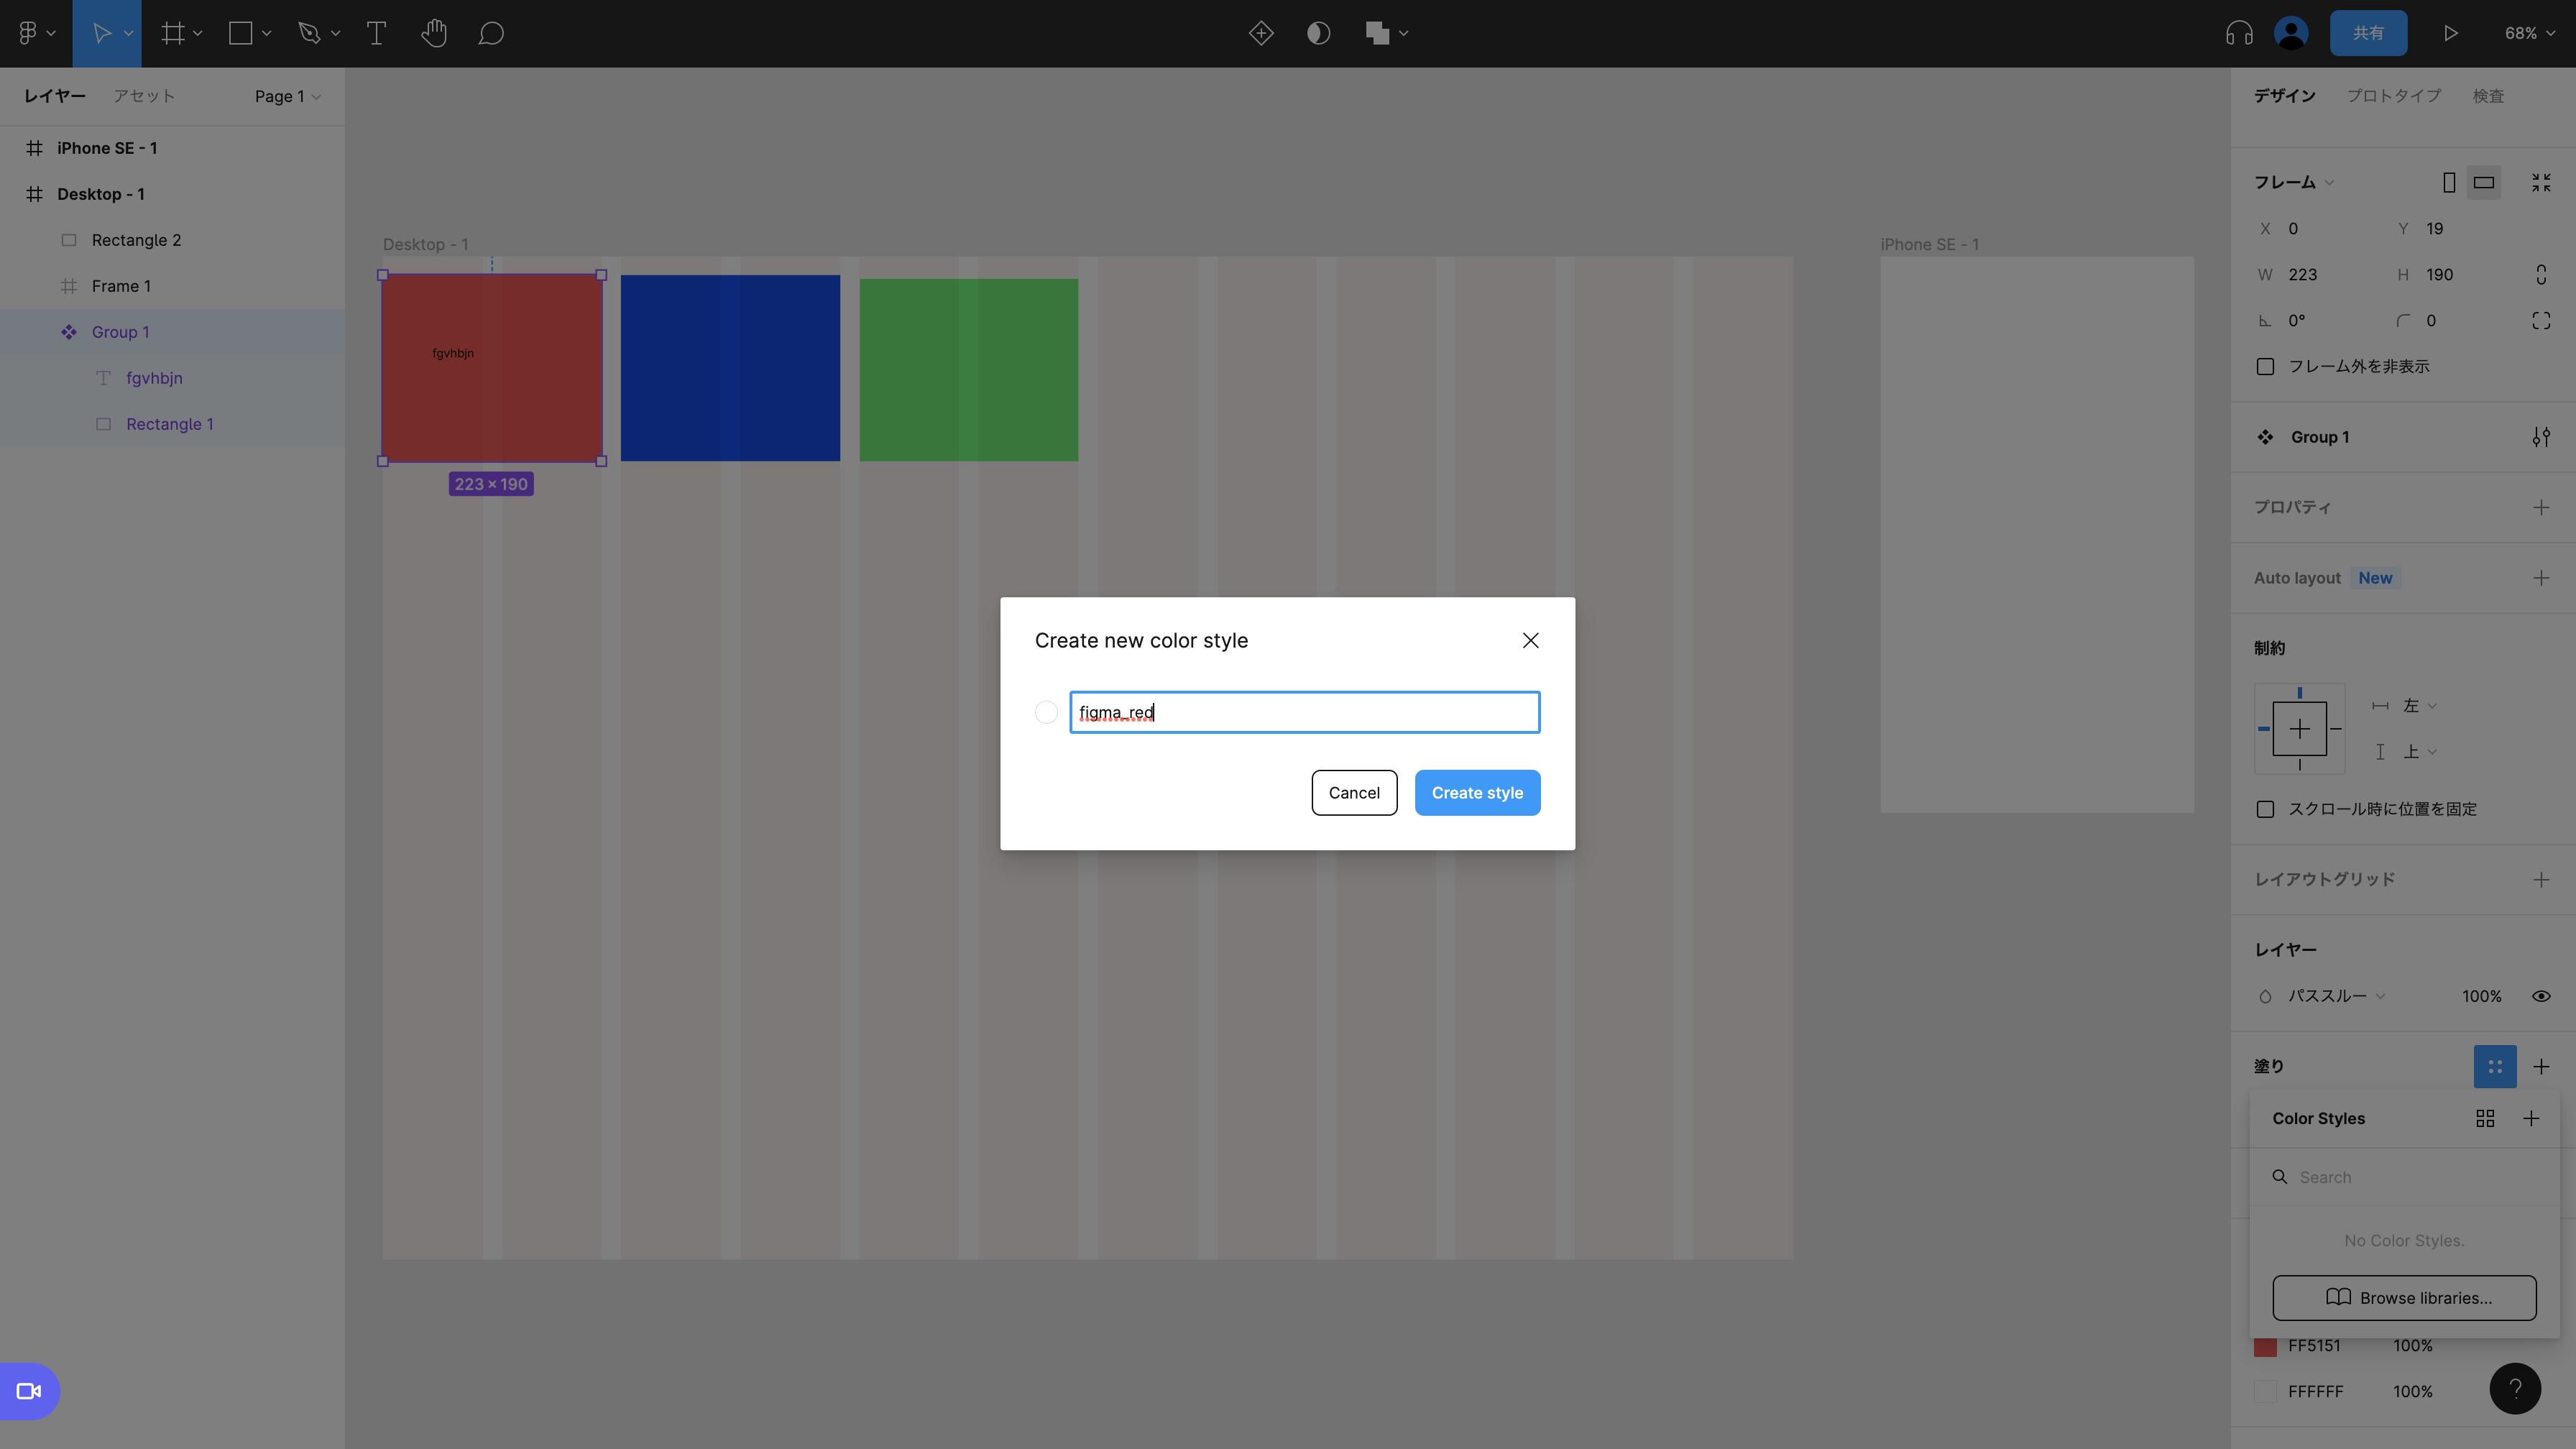 共有
68%
レイヤー
アセット
Page 1
デザイン
プロトタイプ
検査
iPhone SE - 1
Desktop - 1
Rectangle 2
Frame 1
Group 1
fgvhbjn
Rectangle 1
Desktop - 1
iPhone SE - 1
fgvhbjn
223 × 190
Create new color style
figma_red
Cancel
Create style
フレーム
X 0
Y 19
W 223
H 190
0°
0
フレーム外を非表示
Group 1
プロパティ
Auto layout New
制約
左
上
スクロール時に位置を固定
レイアウトグリッド
レイヤー
パススルー
100%
塗り
Color Styles
Search
No Color Styles.
Browse libraries...
FF5151 100%
FFFFFF 100%
?